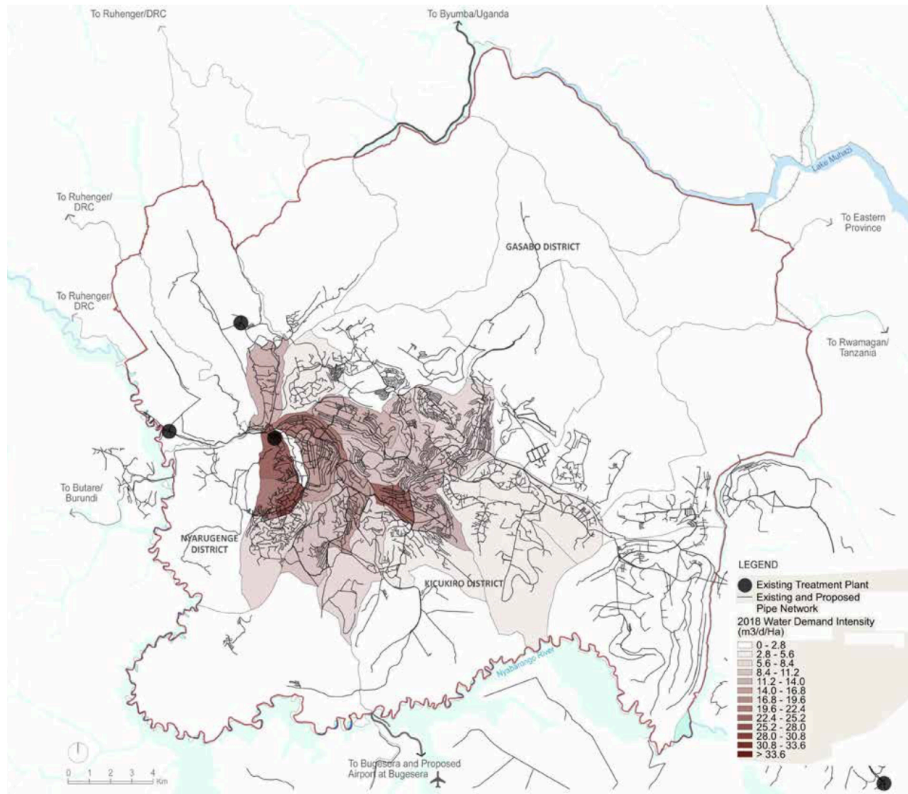 To Ruhenger/DRC
To Byumba/Uganda
Lake Muhazi
To Ruhenger/
DRC
To Eastern
Province
GASABO DISTRICT
To Ruhenger/
DRC
To Rwamagan/
Tanzania
To Butare/
Burundi
NYARUGENGE
DISTRICT
KICUKIRO DISTRICT
Nyabarongo River
To Bugesera and Proposed
Airport at Bugesera
0 1 2 3 4
Km
LEGEND
Existing Treatment Plant
Existing and Proposed
Pipe Network
2018 Water Demand Intensity
(m3/d/Ha)
0 - 2.8
2.8 - 5.6
5.6 - 8.4
8.4 - 11.2
11.2 - 14.0
14.0 - 16.8
16.8 - 19.6
19.6 - 22.4
22.4 - 25.2
25.2 - 28.0
28.0 - 30.8
30.8 - 33.6
> 33.6